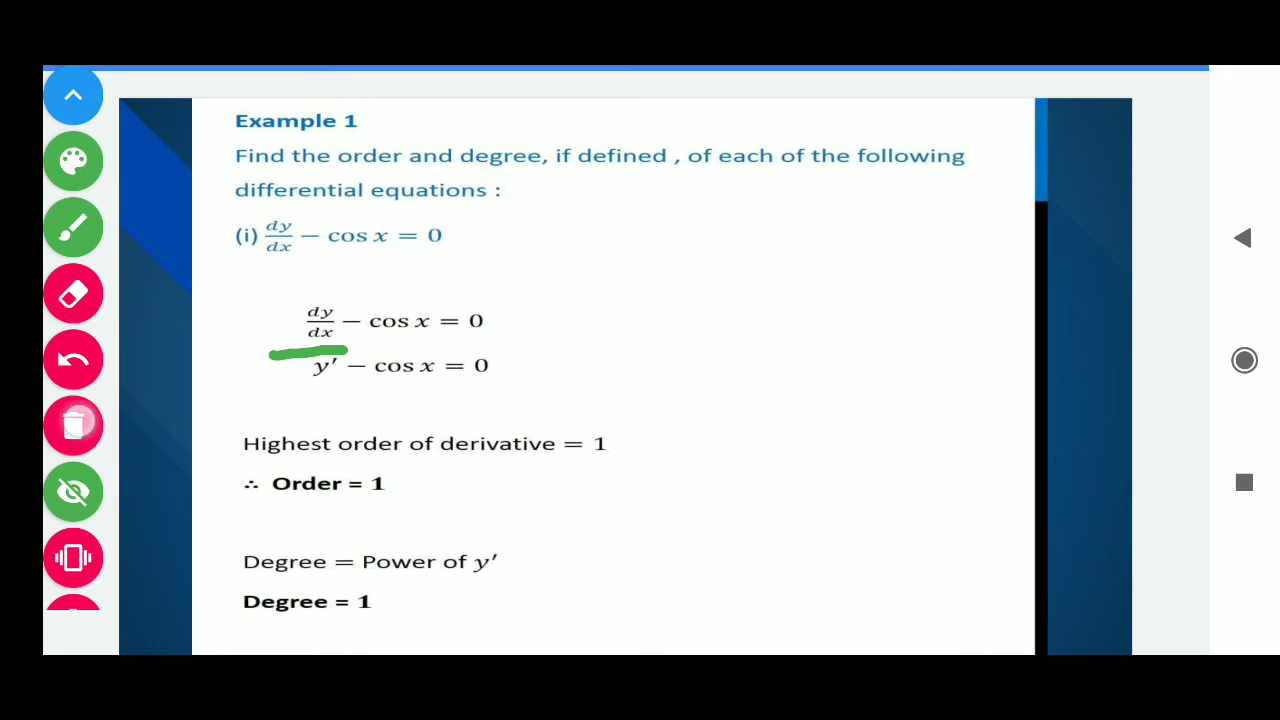 Example 1
Find the order and degree, if defined , of each of the following
differential equations :
(i) dy/dx − cos x = 0
dy/dx − cos x = 0
y′ − cos x = 0
Highest order of derivative = 1
∴ Order = 1
Degree = Power of y′
Degree = 1